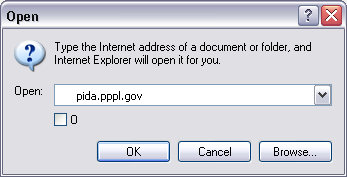 Open
Type the Internet address of a document or folder, and
Internet Explorer will open it for you.
Open: pida.pppl.gov
O
OK Cancel Browse...